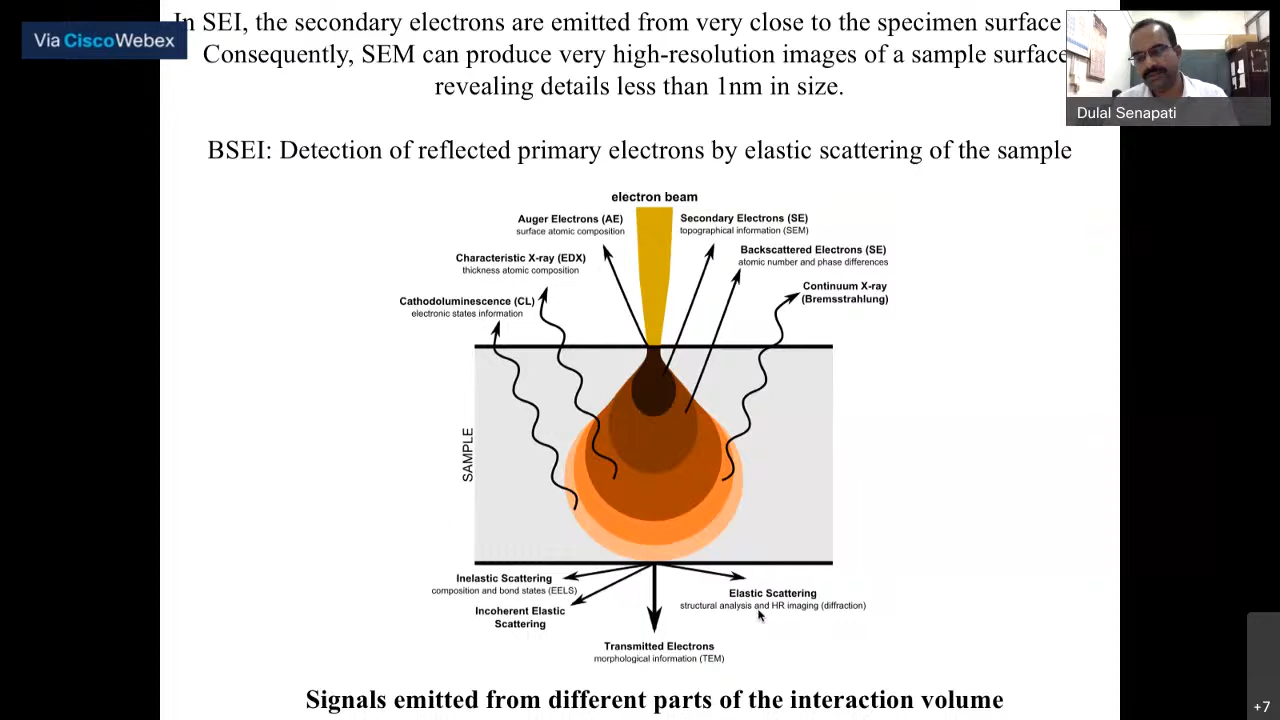 In SEI, the secondary electrons are emitted from very close to the specimen surface
Via Cisco Webex
Consequently, SEM can produce very high-resolution images of a sample surface
revealing details less than 1nm in size.
Dulal Senapati
BSEI: Detection of reflected primary electrons by elastic scattering of the sample
electron beam
Auger Electrons (AE)
surface atomic composition
Secondary Electrons (SE)
topographical information (SEM)
Characteristic X-ray (EDX)
thickness atomic composition
Backscattered Electrons (SE)
atomic number and phase differences
Cathodoluminescence (CL)
electronic states information
Continuum X-ray
(Bremsstrahlung)
SAMPLE
Inelastic Scattering
composition and bond states (EELS)
Incoherent Elastic
Scattering
Elastic Scattering
structural analysis and HR imaging (diffraction)
Transmitted Electrons
morphological information (TEM)
Signals emitted from different parts of the interaction volume
+7